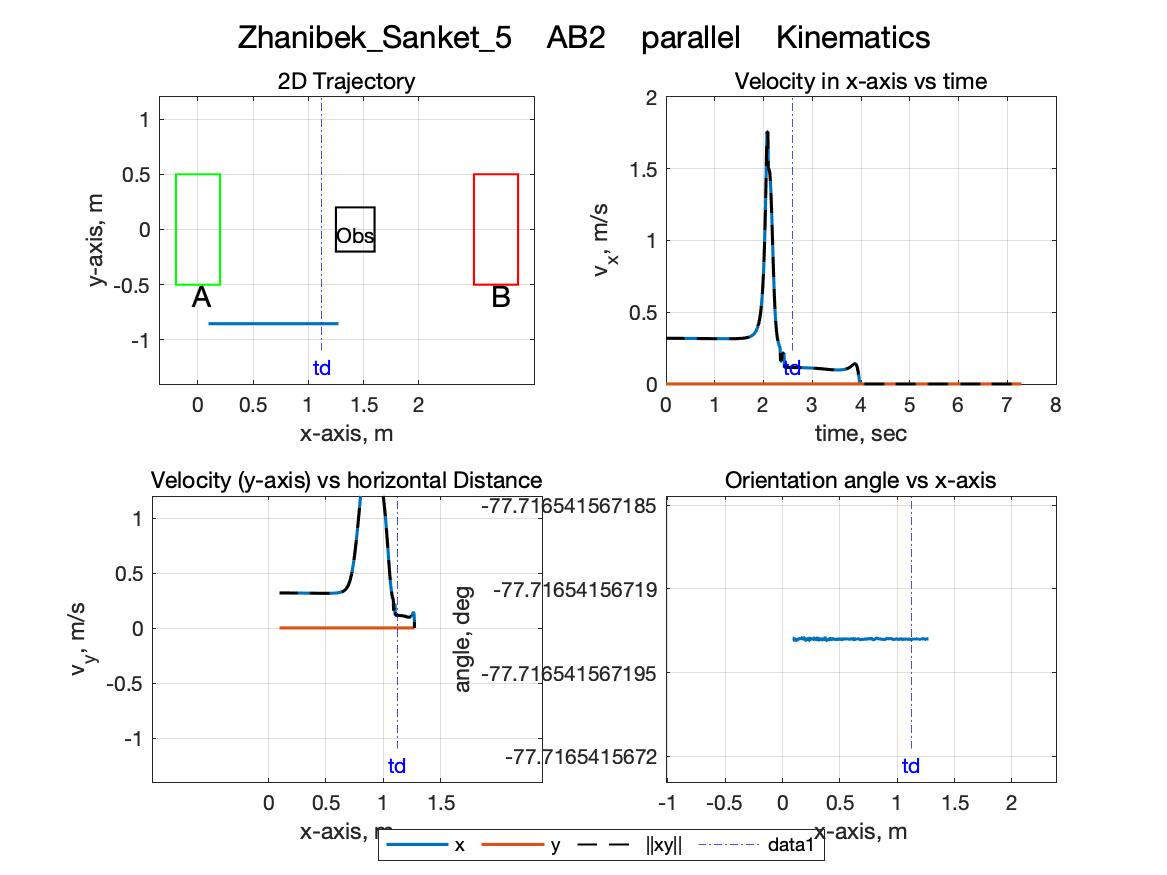 Zhanibek_Sanket_5 AB2 parallel Kinematics
2D Trajectory
y-axis, m
1
0.5
0
-0.5
-1
A
Obs
B
td
0 0.5 1 1.5 2
x-axis, m
Velocity in x-axis vs time
v_x, m/s
2
1.5
1
0.5
0
td
0 1 2 3 4 5 6 7 8
time, sec
Velocity (y-axis) vs horizontal Distance
v_y, m/s
1
0.5
0
-0.5
-1
td
0 0.5 1 1.5
x-axis, m
Orientation angle vs x-axis
angle, deg
-77.716541567185
-77.71654156719
-77.716541567195
-77.7165415672
td
-1 -0.5 0 0.5 1 1.5 2
x-axis, m
x y ||xy|| data1